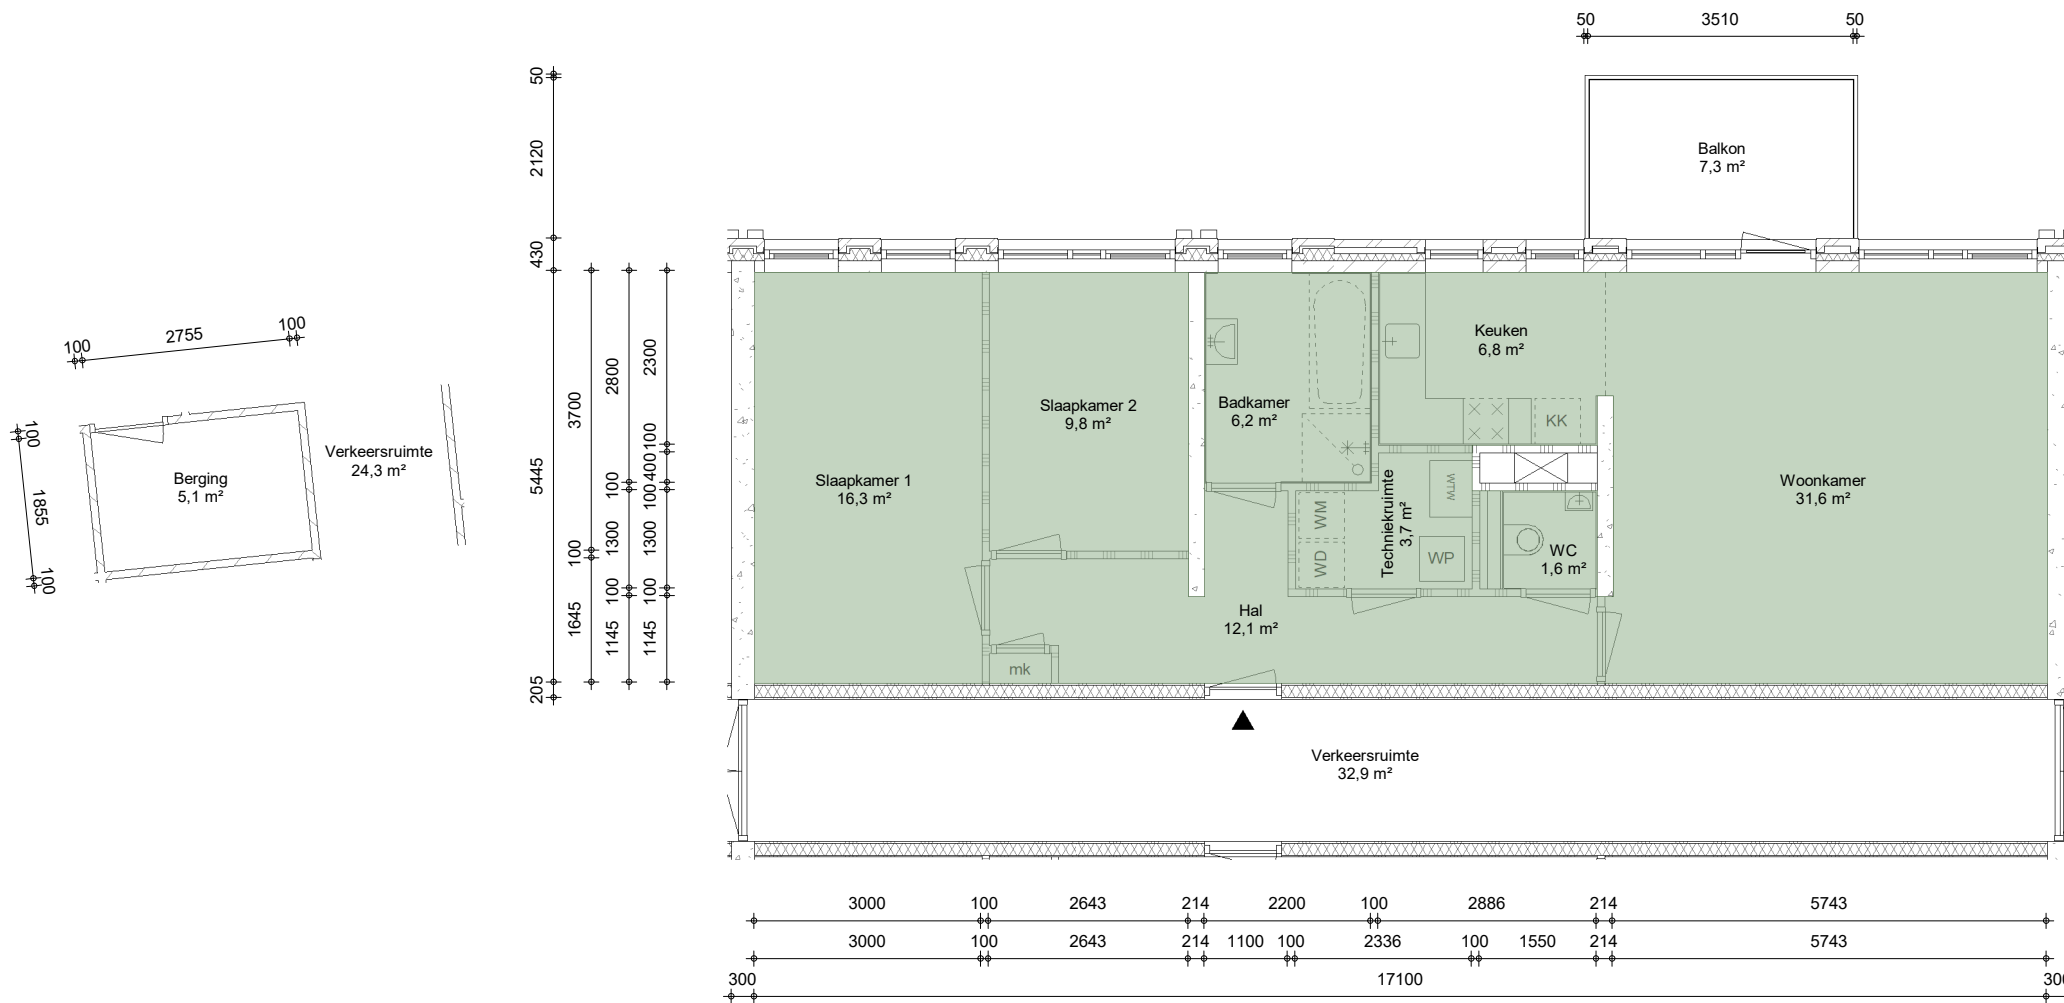 50 3510 50
Balkon
7,3 m²
50
2120
430
5445
205
3700
100
1645
2800
100
1300
100
1145
2300
100
400
100
1300
100
1145
100 2755 100
100
1855
100
Berging
5,1 m²
Verkeersruimte
24,3 m²
Slaapkamer 1
16,3 m²
Slaapkamer 2
9,8 m²
Badkamer
6,2 m²
Keuken
6,8 m²
KK
Woonkamer
31,6 m²
Techniekruimte
3,7 m²
WTW
WM
WD
WP
WC
1,6 m²
Hal
12,1 m²
mk
Verkeersruimte
32,9 m²
3000 100 2643 214 2200 100 2886 214 5743
3000 100 2643 214 1100 100 2336 100 1550 214 5743
300 17100 300